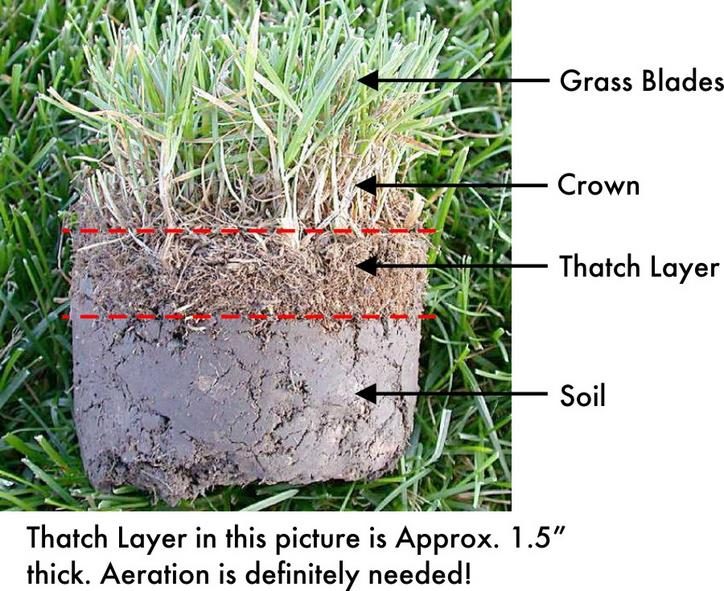 Grass Blades
Crown
Thatch Layer
Soil
Thatch Layer in this picture is Approx. 1.5”
thick. Aeration is definitely needed!